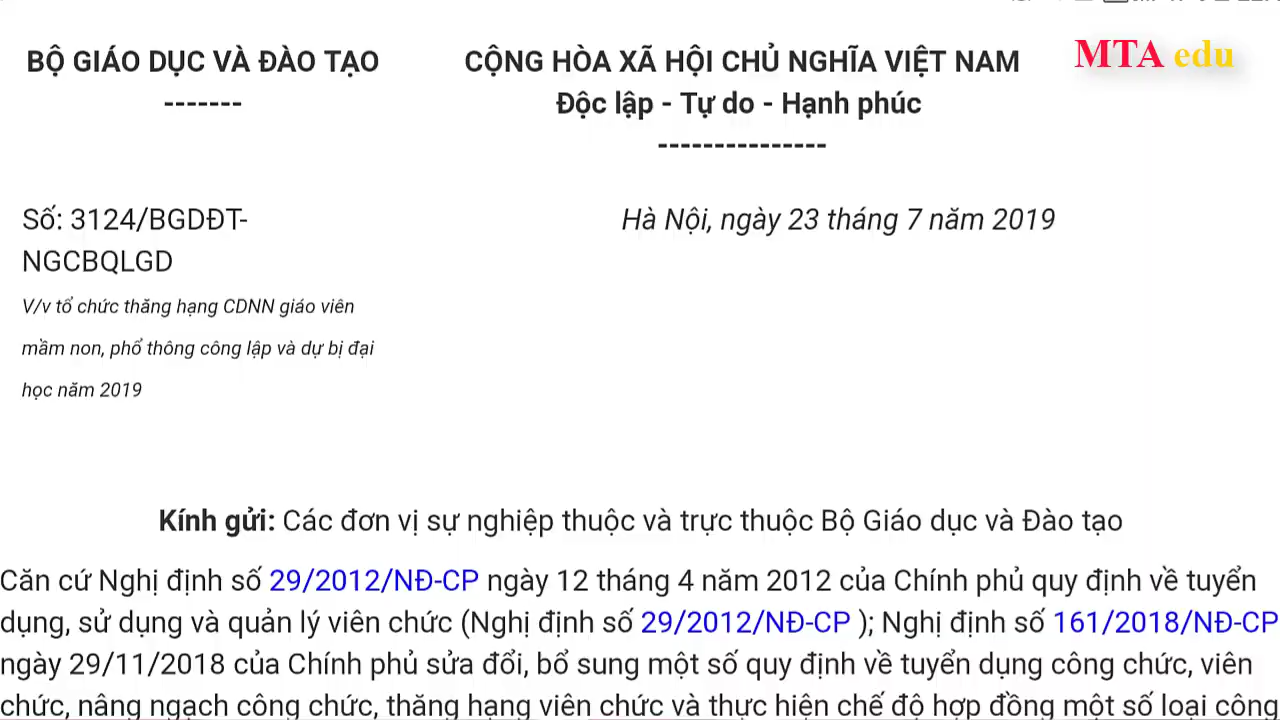 BỘ GIÁO DỤC VÀ ĐÀO TẠO
-------
CỘNG HÒA XÃ HỘI CHỦ NGHĨA VIỆT NAM
Độc lập - Tự do - Hạnh phúc
---------------
MTA edu
Số: 3124/BGDĐT-
NGCBQLGD
Hà Nội, ngày 23 tháng 7 năm 2019
V/v tổ chức thăng hạng CDNN giáo viên
mầm non, phổ thông công lập và dự bị đại
học năm 2019
Kính gửi: Các đơn vị sự nghiệp thuộc và trực thuộc Bộ Giáo dục và Đào tạo
Căn cứ Nghị định số 29/2012/NĐ-CP ngày 12 tháng 4 năm 2012 của Chính phủ quy định về tuyển
dụng, sử dụng và quản lý viên chức (Nghị định số 29/2012/NĐ-CP ); Nghị định số 161/2018/NĐ-CP
ngày 29/11/2018 của Chính phủ sửa đổi, bổ sung một số quy định về tuyển dụng công chức, viên
chức, nâng ngạch công chức, thăng hạng viên chức và thực hiện chế độ hợp đồng một số loại công